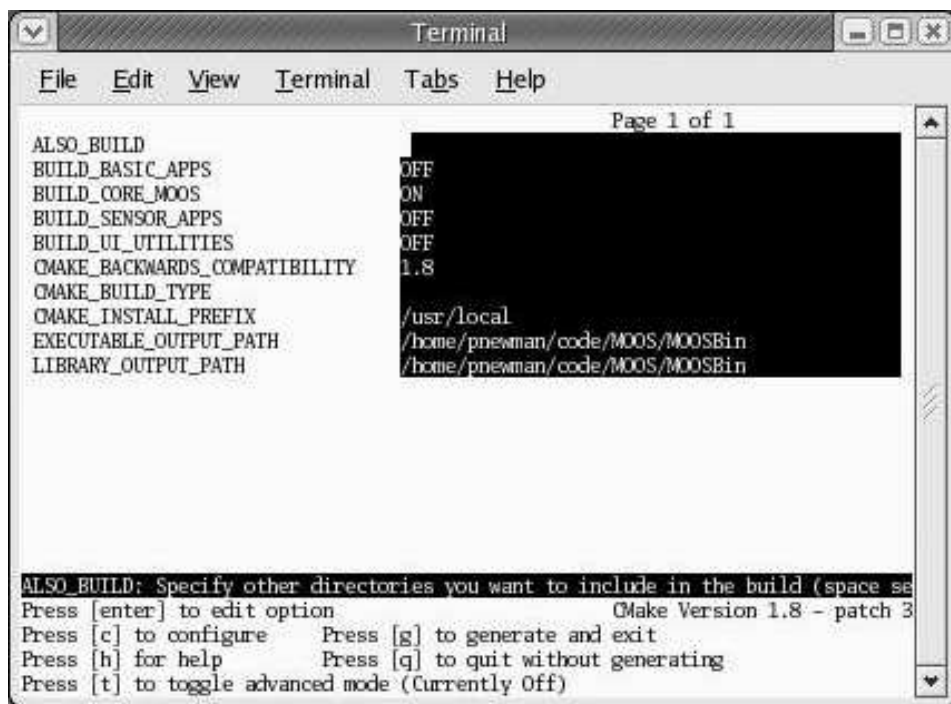 Terminal
File Edit View Terminal Tabs Help
Page 1 of 1
ALSO_BUILD
BUILD_BASIC_APPS OFF
BUILD_CORE_MOOS ON
BUILD_SENSOR_APPS OFF
BUILD_UI_UTILITIES OFF
CMAKE_BACKWARDS_COMPATIBILITY 1.8
CMAKE_BUILD_TYPE
CMAKE_INSTALL_PREFIX /usr/local
EXECUTABLE_OUTPUT_PATH /home/pnewman/code/MOOS/MOOSBin
LIBRARY_OUTPUT_PATH /home/pnewman/code/MOOS/MOOSBin
ALSO_BUILD: Specify other directories you want to include in the build (space se
Press [enter] to edit option CMake Version 1.8 - patch 3
Press [c] to configure Press [g] to generate and exit
Press [h] for help Press [q] to quit without generating
Press [t] to toggle advanced mode (Currently Off)